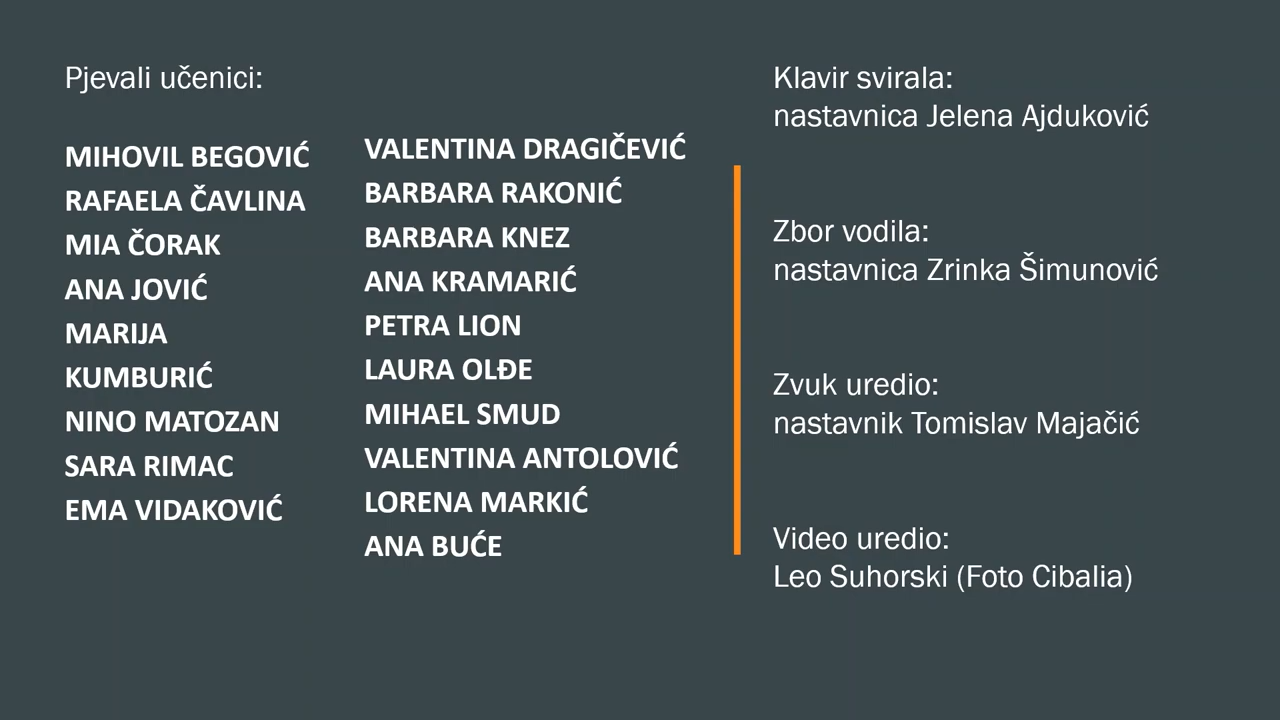 Pjevali učenici:
MIHOVIL BEGOVIĆ
RAFAELA ČAVLINA
MIA ČORAK
ANA JOVIĆ
MARIJA
KUMBURIĆ
NINO MATOZAN
SARA RIMAC
EMA VIDAKOVIĆ
VALENTINA DRAGIČEVIĆ
BARBARA RAKONIĆ
BARBARA KNEZ
ANA KRAMARIĆ
PETRA LION
LAURA OLĐE
MIHAEL SMUD
VALENTINA ANTOLOVIĆ
LORENA MARKIĆ
ANA BUĆE
Klavir svirala:
nastavnica Jelena Ajduković
Zbor vodila:
nastavnica Zrinka Šimunović
Zvuk uredio:
nastavnik Tomislav Majačić
Video uredio:
Leo Suhorski (Foto Cibalia)